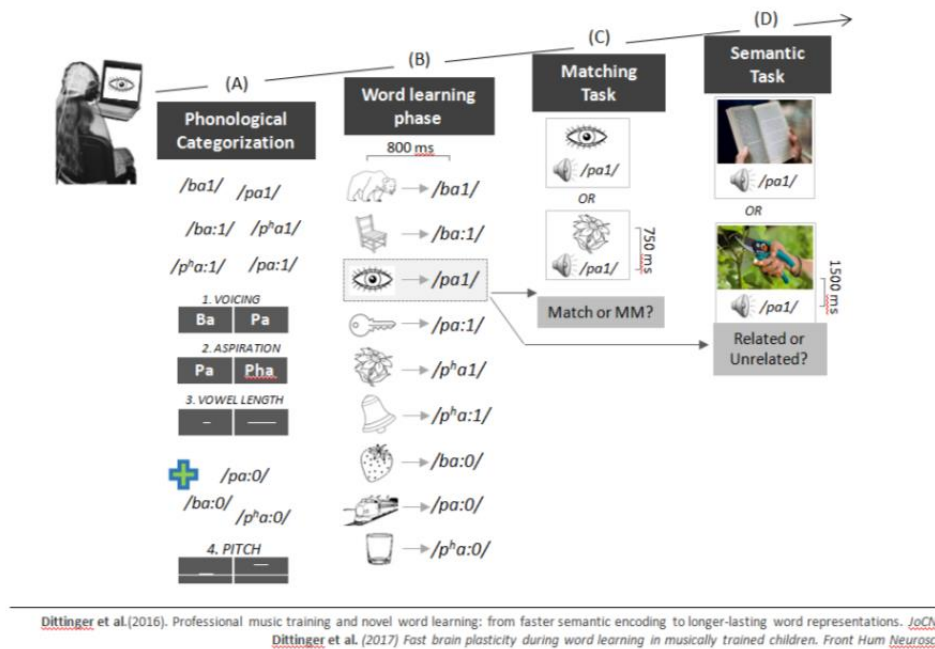 (A)
Phonological
Categorization
/ba1/ /pa1/
/ba:1/ /pʰa1/
/pʰa:1/ /pa:1/
1. VOICING
Ba Pa
2. ASPIRATION
Pa Pha
3. VOWEL LENGTH
/pa:0/
/ba:0/
/pʰa:0/
4. PITCH
(B)
Word learning
phase
800 ms
/ba1/
/ba:1/
/pa1/
/pa:1/
/pʰa1/
/pʰa:1/
/ba:0/
/pa:0/
/pʰa:0/
(C)
Matching
Task
/pa1/
OR
/pa1/
750 ms
Match or MM?
(D)
Semantic
Task
/pa1/
OR
/pa1/
1500 ms
Related or
Unrelated?
Dittinger et al.(2016). Professional music training and novel word learning: from faster semantic encoding to longer-lasting word representations. JoCN
Dittinger et al. (2017) Fast brain plasticity during word learning in musically trained children. Front Hum Neurosc